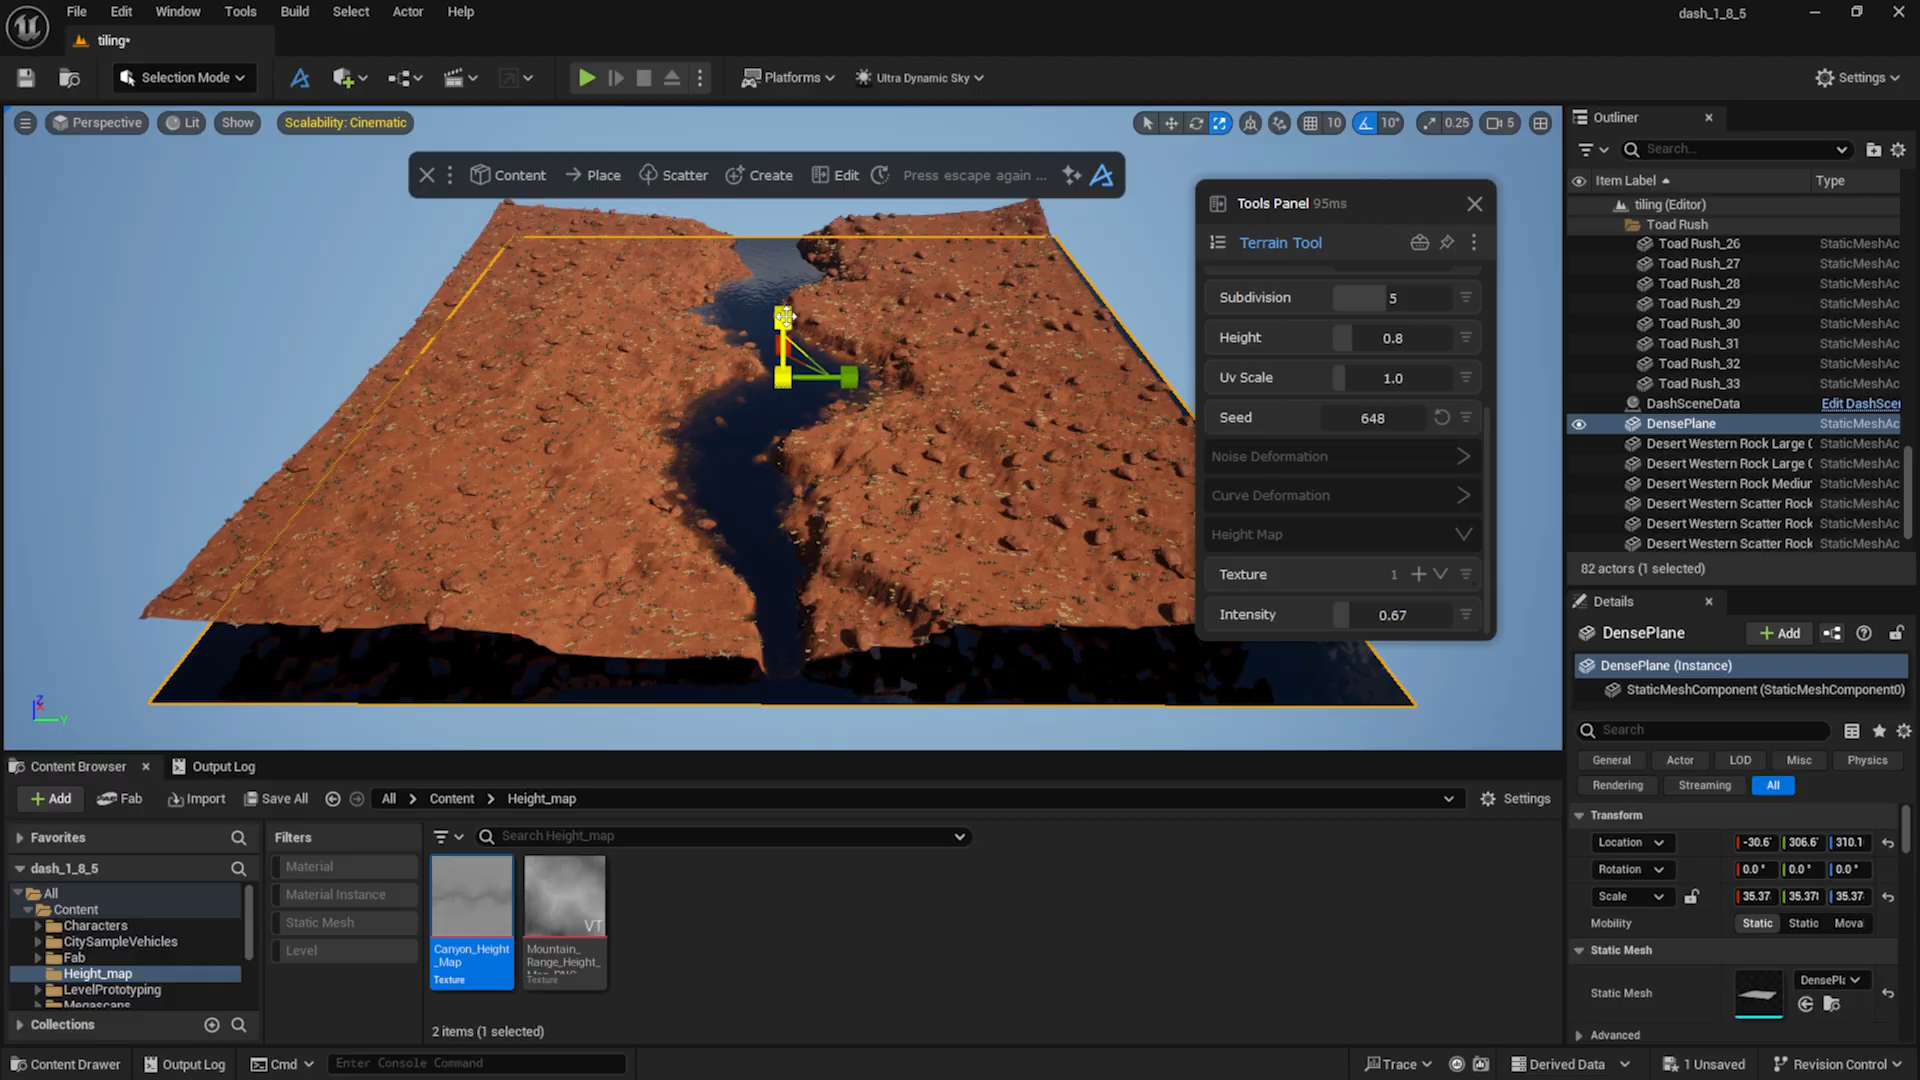 File Edit Window Tools Build Select Actor Help
dash_1_8_5
tiling*
Selection Mode
Platforms
Ultra Dynamic Sky
Settings
Perspective
Lit
Show
Scalability: Cinematic
10
10°
0.25
5
Content
Place
Scatter
Create
Edit
Press escape again ...
Tools Panel 95ms
Terrain Tool
Subdivision 5
Height 0.8
Uv Scale 1.0
Seed 648
Noise Deformation
Curve Deformation
Height Map
Texture 1
Intensity 0.67
Z
Y
Outliner
Search...
Item Label Type
tiling (Editor)
Toad Rush
Toad Rush_26 StaticMeshAc
Toad Rush_27 StaticMeshAc
Toad Rush_28 StaticMeshAc
Toad Rush_29 StaticMeshAc
Toad Rush_30 StaticMeshAc
Toad Rush_31 StaticMeshAc
Toad Rush_32 StaticMeshAc
Toad Rush_33 StaticMeshAc
DashSceneData Edit DashScen
DensePlane StaticMeshAc
Desert Western Rock Large StaticMeshAc
Desert Western Rock Large StaticMeshAc
Desert Western Rock Medium StaticMeshAc
Desert Western Scatter Rock StaticMeshAc
Desert Western Scatter Rock StaticMeshAc
Desert Western Scatter Rock StaticMeshAc
82 actors (1 selected)
Details
DensePlane
Add
DensePlane (Instance)
StaticMeshComponent (StaticMeshComponent0)
Search
General Actor LOD Misc Physics
Rendering Streaming All
Transform
Location -30.6 306.6 310.1
Rotation 0.0° 0.0° 0.0°
Scale 35.37 35.37 35.37
Mobility Static Static Mova
Static Mesh
Static Mesh DensePla
Advanced
Content Browser
Output Log
Add
Fab
Import
Save All
All > Content > Height_map
Settings
Favorites
dash_1_8_5
All
Content
Characters
CitySampleVehicles
Fab
Height_map
LevelPrototyping
Megascans
Collections
Filters
Material
Material Instance
Static Mesh
Level
Search Height_map
Canyon_Height
_Map
Texture
VT
Mountain_
Range_Height_
Texture
2 items (1 selected)
Content Drawer
Output Log
Cmd
Enter Console Command
Trace
Derived Data
1 Unsaved
Revision Control